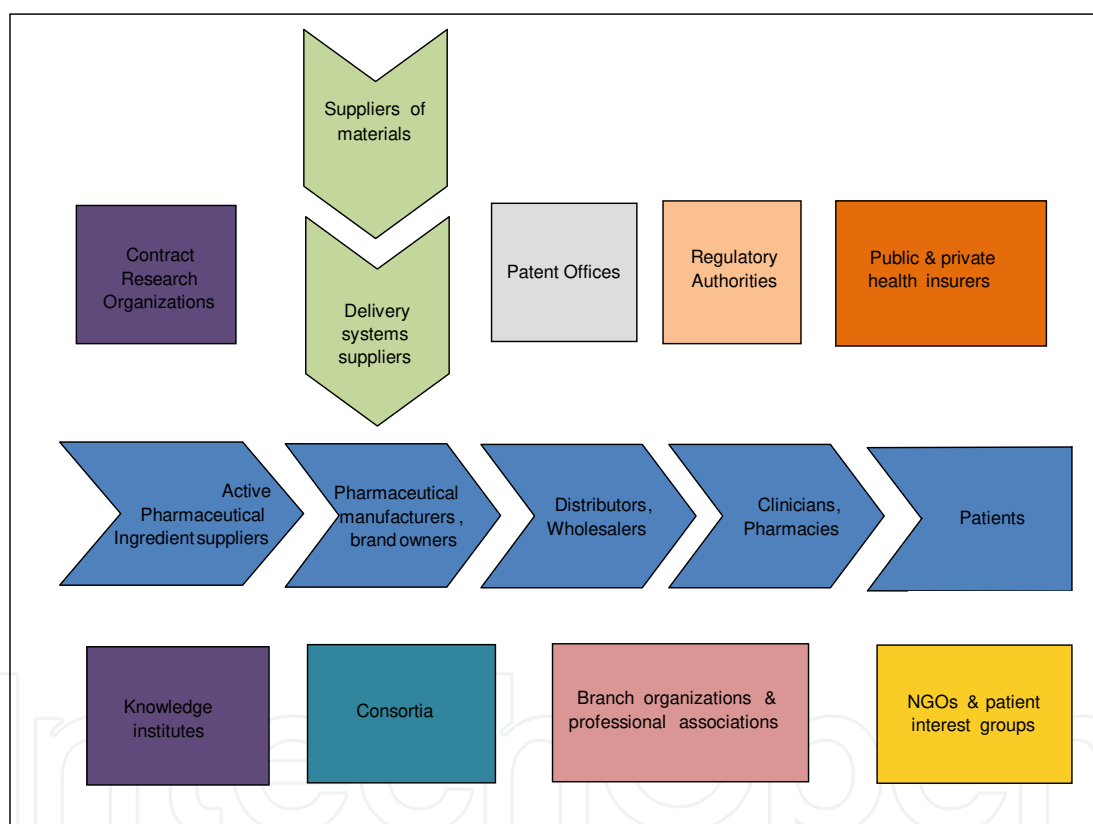 Suppliers of
materials
Contract
Research
Organizations
Delivery
systems
suppliers
Patent Offices
Regulatory
Authorities
Public & private
health insurers
Active
Pharmaceutical
Ingredient suppliers
Pharmaceutical
manufacturers ,
brand owners
Distributors,
Wholesalers
Clinicians,
Pharmacies
Patients
Knowledge
institutes
Consortia
Branch organizations &
professional associations
NGOs & patient
interest groups